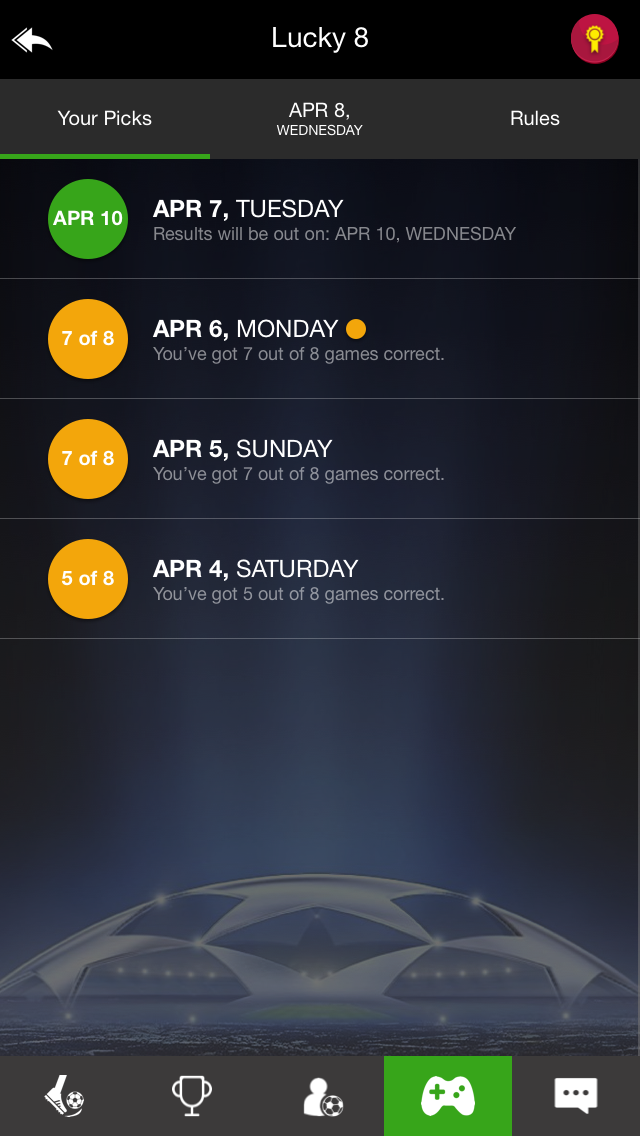 Lucky 8
Your Picks
APR 8,
WEDNESDAY
Rules
APR 10
APR 7, TUESDAY
Results will be out on: APR 10, WEDNESDAY
7 of 8
APR 6, MONDAY
You’ve got 7 out of 8 games correct.
7 of 8
APR 5, SUNDAY
You’ve got 7 out of 8 games correct.
5 of 8
APR 4, SATURDAY
You’ve got 5 out of 8 games correct.